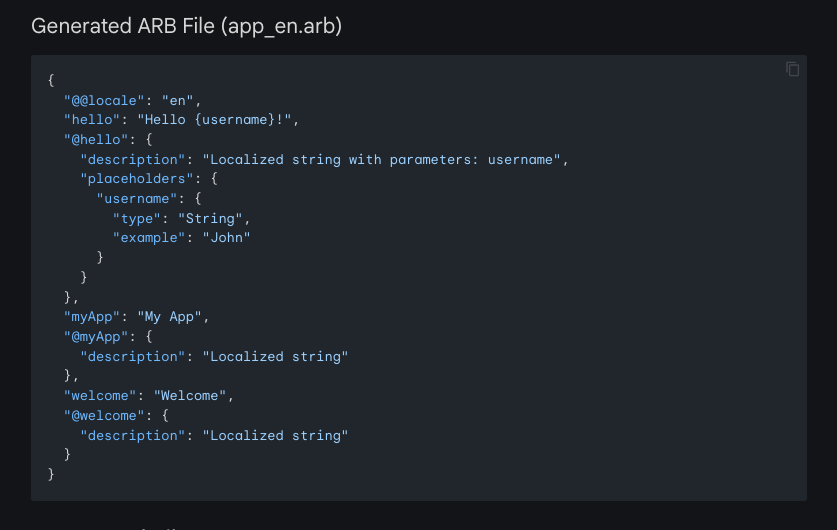 Generated ARB File (app_en.arb)
{
  "@@locale": "en",
  "hello": "Hello {username}!",
  "@hello": {
    "description": "Localized string with parameters: username",
    "placeholders": {
      "username": {
        "type": "String",
        "example": "John"
      }
    }
  },
  "myApp": "My App",
  "@myApp": {
    "description": "Localized string"
  },
  "welcome": "Welcome",
  "@welcome": {
    "description": "Localized string"
  }
}